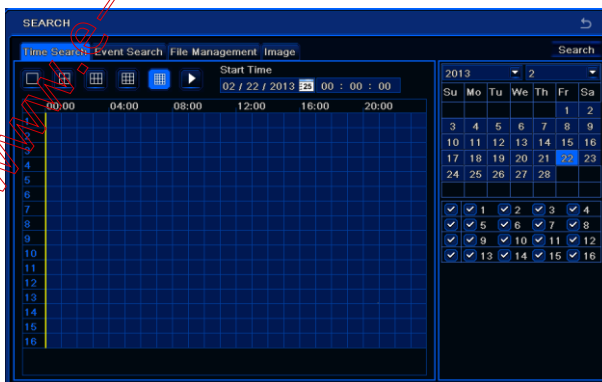 SEARCH
Time Search Event Search File Management Image
Search
Start Time
02 / 22 / 2013 25 00 : 00 : 00
00:00 04:00 08:00 12:00 16:00 20:00
1
2
3
4
5
6
7
8
9
10
11
12
13
14
15
16
2013 2
Su Mo Tu We Th Fr Sa
1 2
3 4 5 6 7 8 9
10 11 12 13 14 15 16
17 18 19 20 21 22 23
24 25 26 27 28
1 2 3 4
5 6 7 8
9 10 11 12
13 14 15 16
www.e-